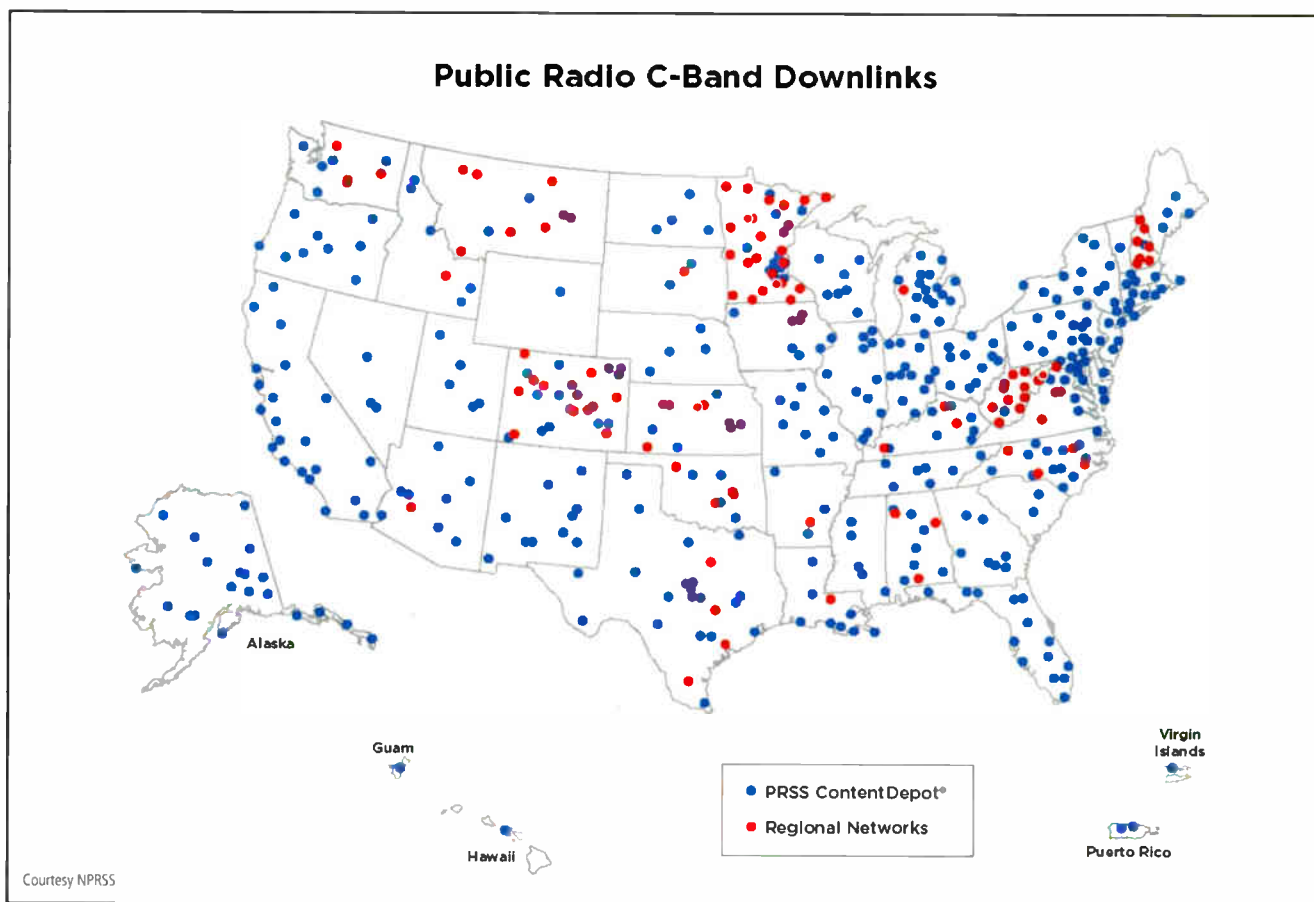 Public Radio C-Band Downlinks
Alaska
Guam
Hawaii
Virgin
Islands
Puerto Rico
PRSS ContentDepot®
Regional Networks
Courtesy NPRSS